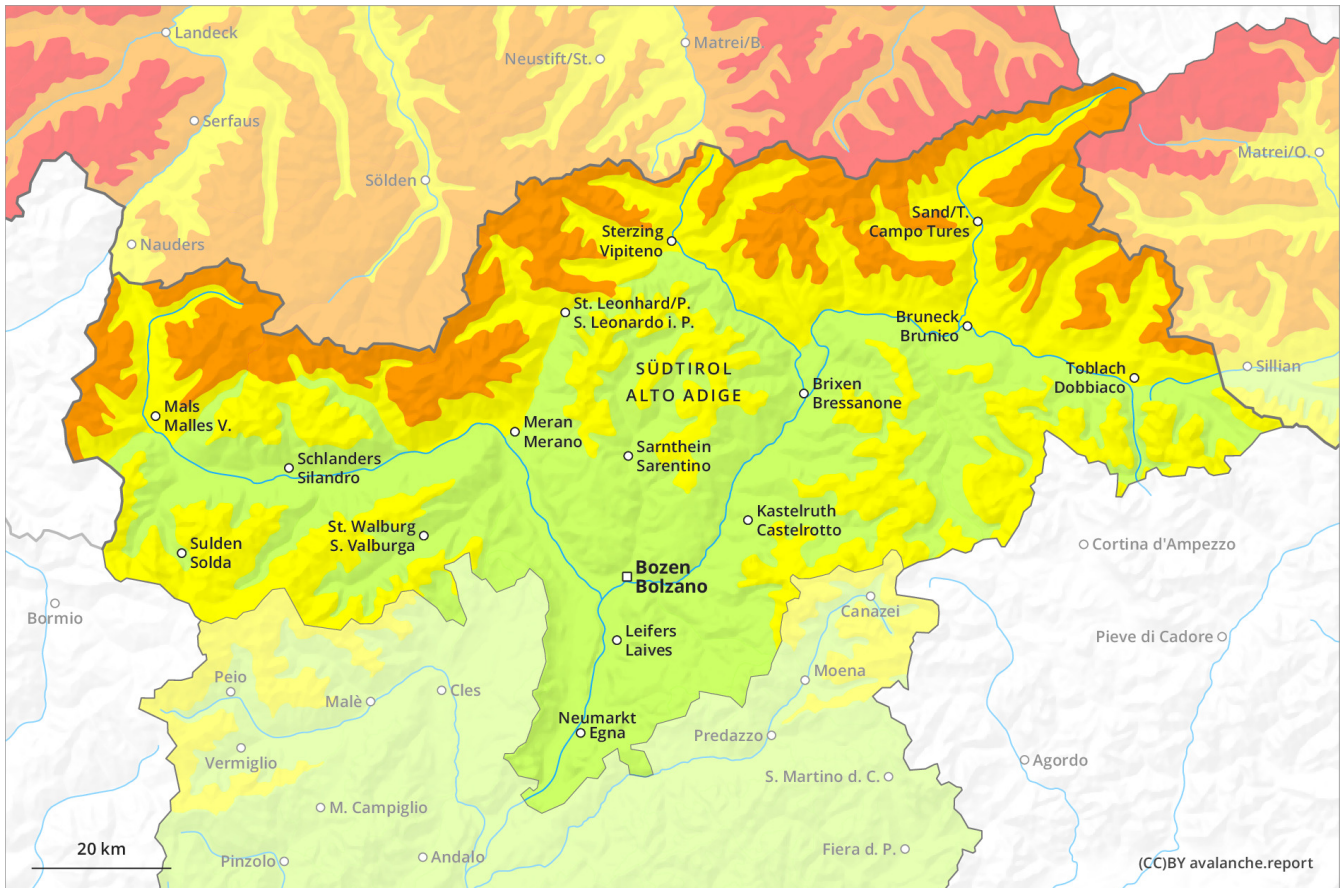 Landeck
Matrei/B.
Neustift/St.
Serfaus
Matrei/O.
Sölden
Sand/T.
Campo Tures
Sterzing
Vipiteno
Nauders
St. Leonhard/P.
S. Leonardo i. P.
Bruneck
Brunico
SÜDTIROL
ALTO ADIGE
Toblach
Dobbiaco
Sillian
Brixen
Bressanone
Mals
Malles V.
Meran
Merano
Sarnthein
Sarentino
Schlanders
Silandro
Kastelruth
Castelrotto
St. Walburg
S. Valburga
Sulden
Solda
Cortina d'Ampezzo
Bozen
Bolzano
Bormio
Canazei
Leifers
Laives
Pieve di Cadore
Peio
Moena
Malè
Cles
Neumarkt
Egna
Predazzo
Vermiglio
Agordo
S. Martino d. C.
M. Campiglio
20 km
Pinzolo
Andalo
Fiera d. P.
(CC)BY avalanche.report